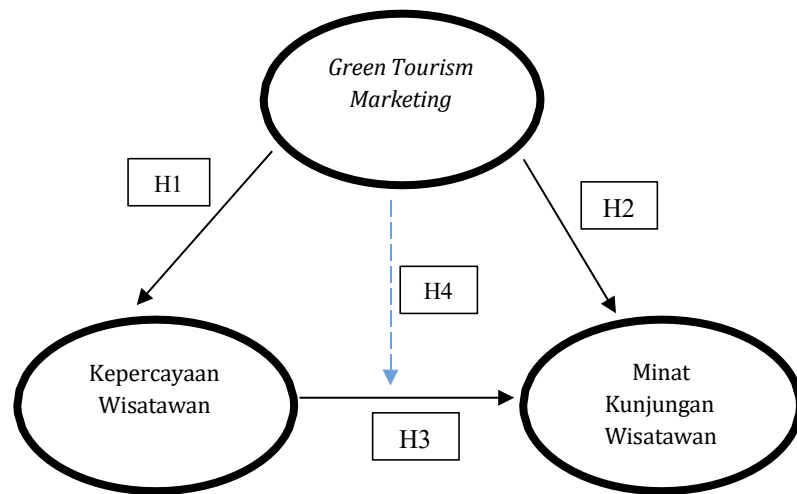 Green Tourism
Marketing
H1
H2
H4
Kepercayaan
Wisatawan
H3
Minat
Kunjungan
Wisatawan